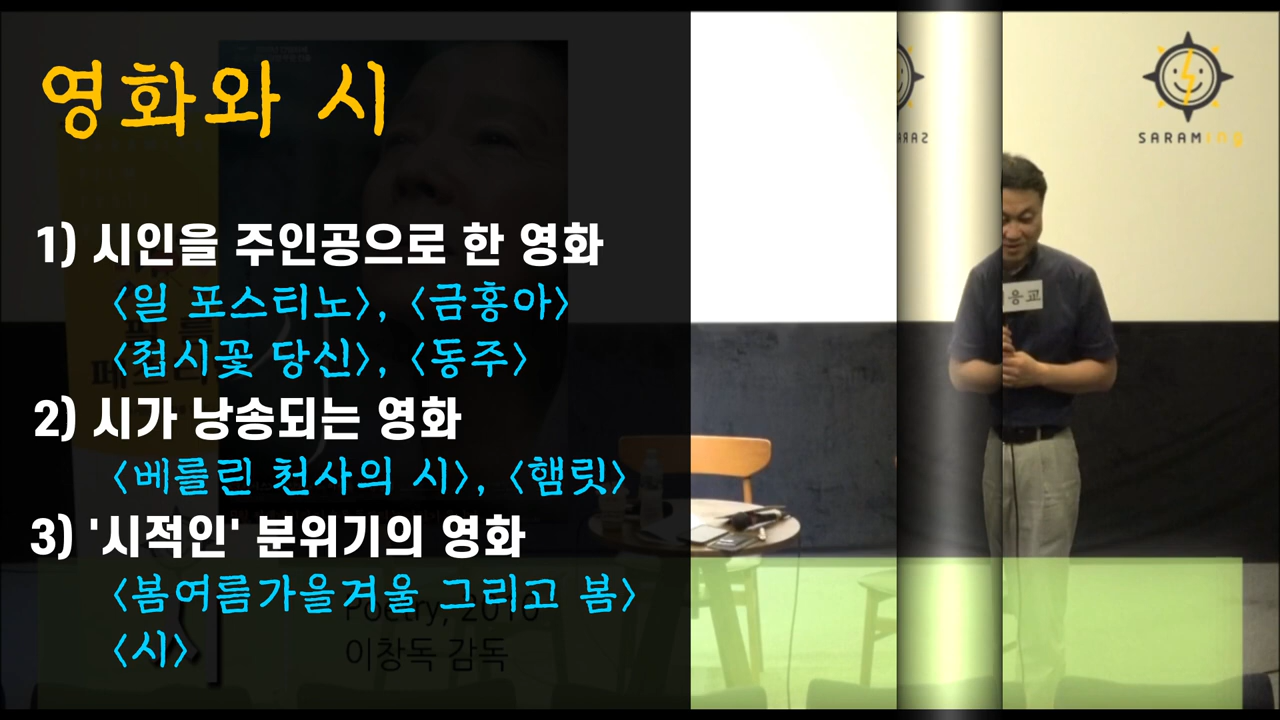 영화와 시
1) 시인을 주인공으로 한 영화
<일 포스티노>, <금홍아>
<접시꽃 당신>, <동주>
2) 시가 낭송되는 영화
<베를린 천사의 시>, <햄릿>
3) '시적인' 분위기의 영화
<봄여름가을겨울 그리고 봄>
<시>
Poetry, 2010
이창독 감독
SARAMing
응교